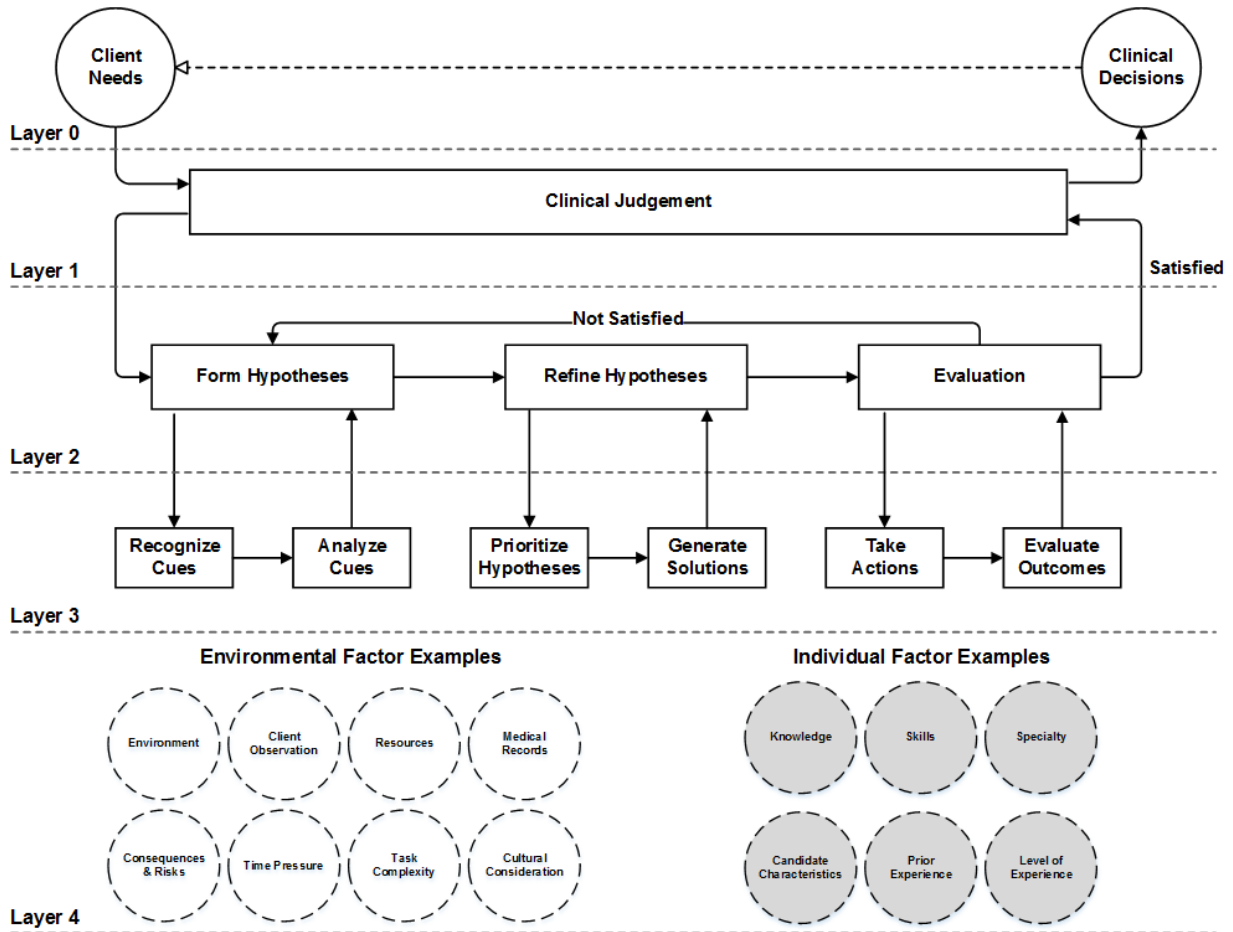 Client
Needs
Clinical
Decisions
Layer 0
Clinical Judgement
Layer 1
Satisfied
Not Satisfied
Form Hypotheses
Refine Hypotheses
Evaluation
Layer 2
Recognize
Cues
Analyze
Cues
Prioritize
Hypotheses
Generate
Solutions
Take
Actions
Evaluate
Outcomes
Layer 3
Environmental Factor Examples
Individual Factor Examples
Environment
Client
Observation
Resources
Medical
Records
Knowledge
Skills
Specialty
Consequences
& Risks
Time Pressure
Task
Complexity
Cultural
Consideration
Candidate
Characteristics
Prior
Experience
Level of
Experience
Layer 4